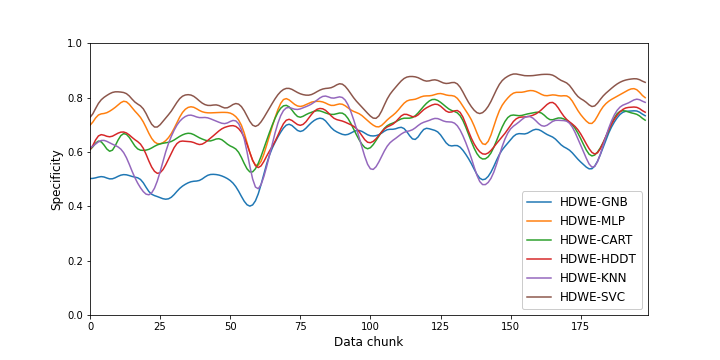 1.0
0.8
0.6
0.4
0.2
0.0
Specificity
0
25
50
75
100
125
150
175
Data chunk
HDWE-GNB
HDWE-MLP
HDWE-CART
HDWE-HDDT
HDWE-KNN
HDWE-SVC